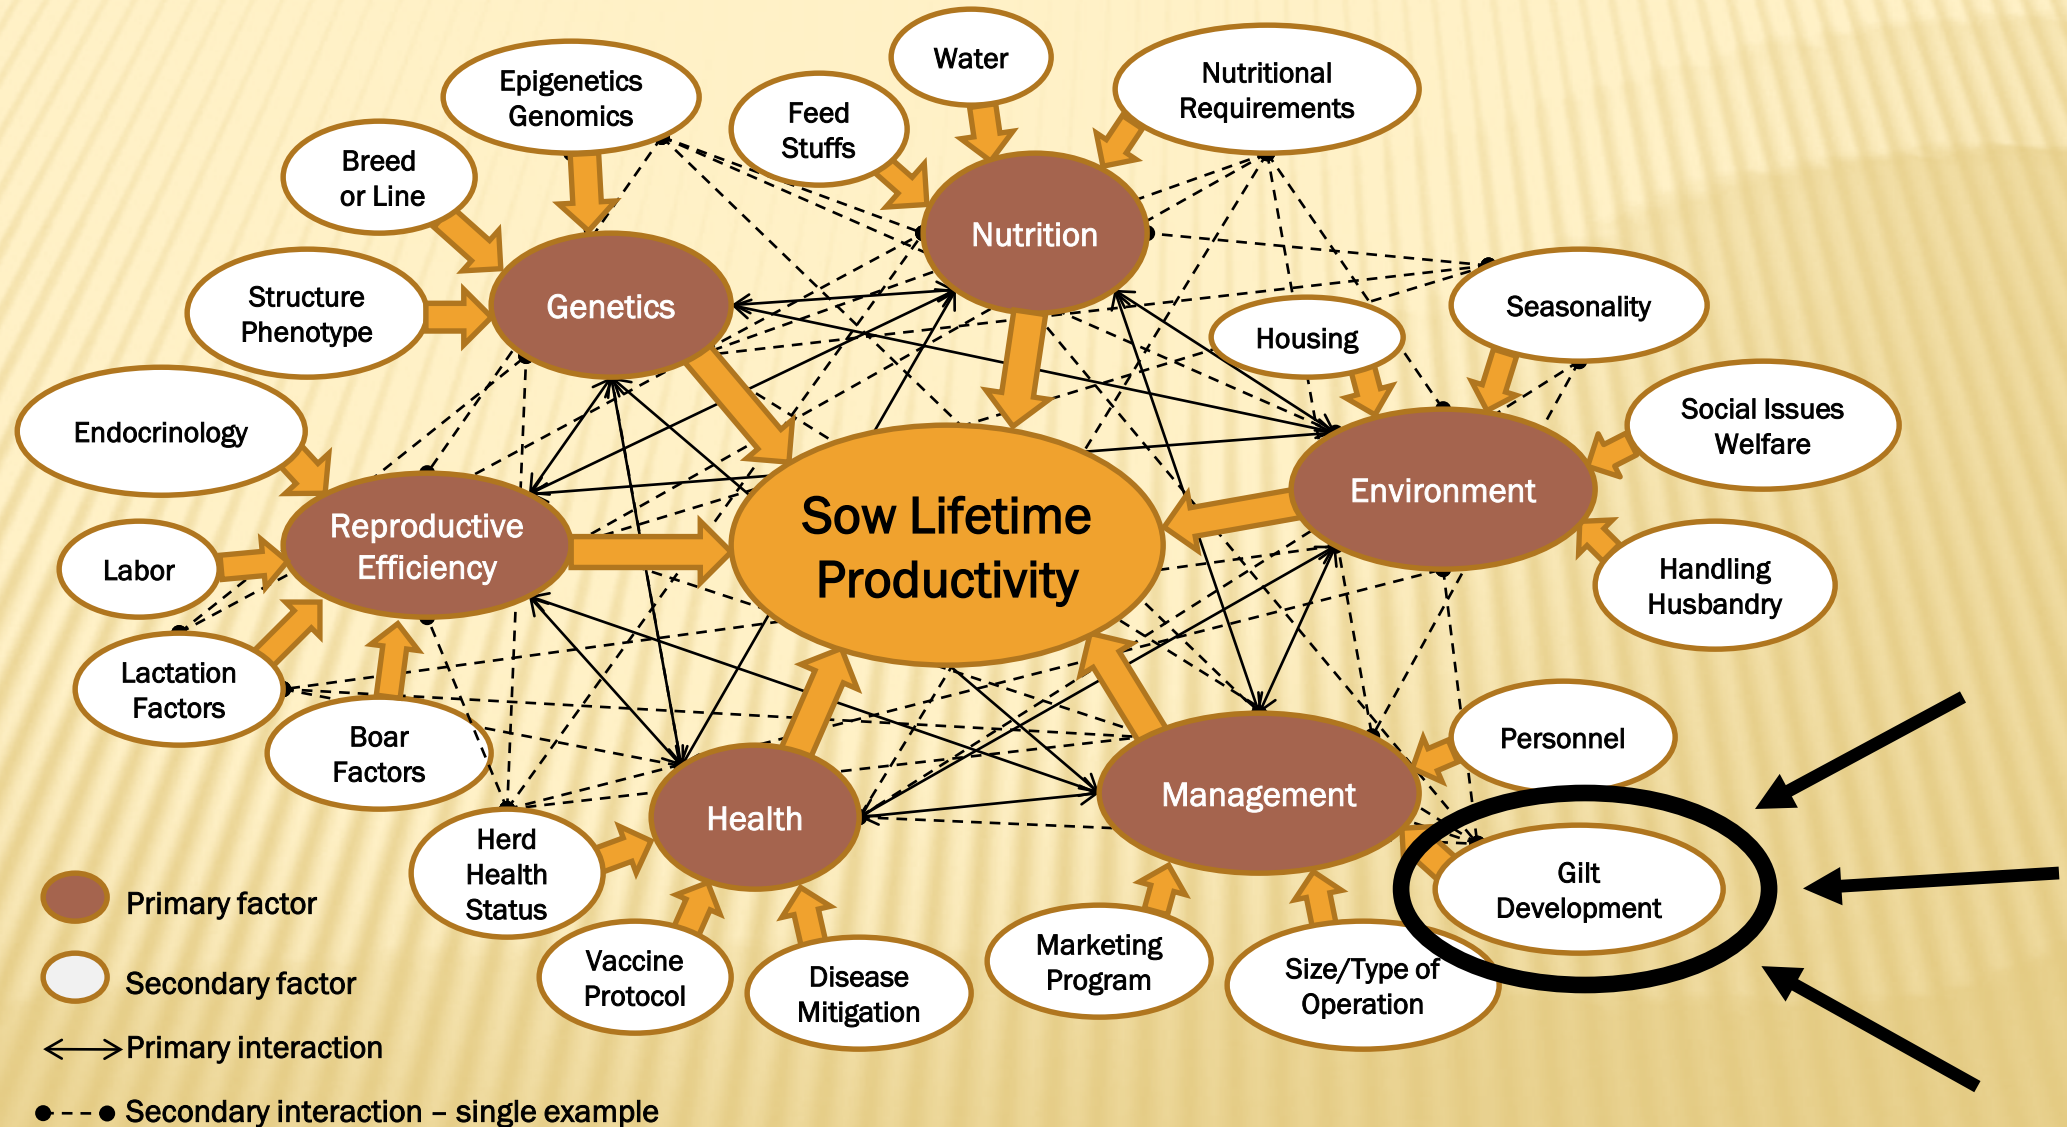 Water
Nutritional
Requirements
Epigenetics
Genomics
Feed
Stuffs
Breed
or Line
Nutrition
Structure
Phenotype
Genetics
Seasonality
Housing
Endocrinology
Social Issues
Welfare
Sow Lifetime
Productivity
Environment
Reproductive
Efficiency
Labor
Handling
Husbandry
Lactation
Factors
Boar
Factors
Personnel
Management
Health
Herd
Health
Status
Gilt
Development
Marketing
Program
Size/Type of
Operation
Vaccine
Protocol
Disease
Mitigation
Primary factor
Secondary factor
Primary interaction
Secondary interaction – single example